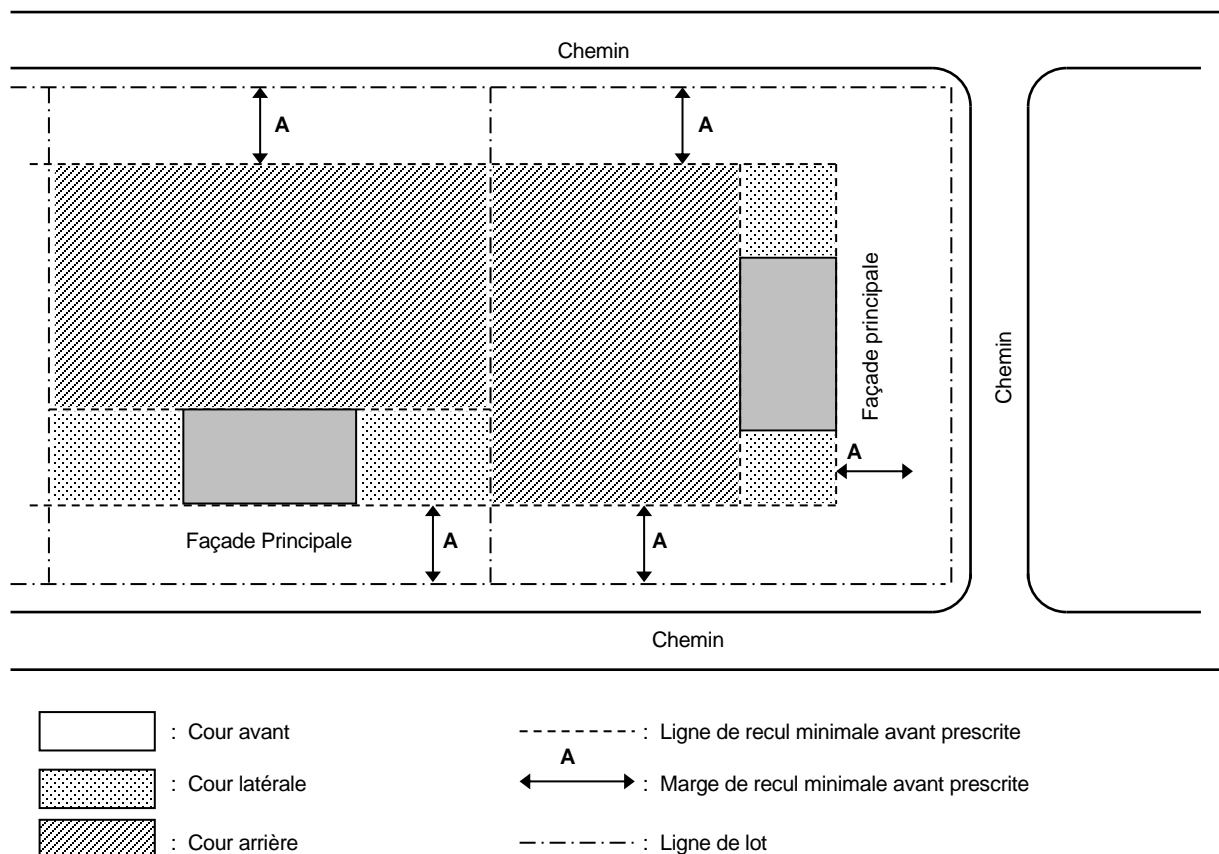 Chemin
A
A
Façade principale
Chemin
A
Façade Principale
A
A
Chemin
: Cour avant
: Ligne de recul minimale avant prescrite
A
: Cour latérale
: Marge de recul minimale avant prescrite
: Cour arrière
: Ligne de lot